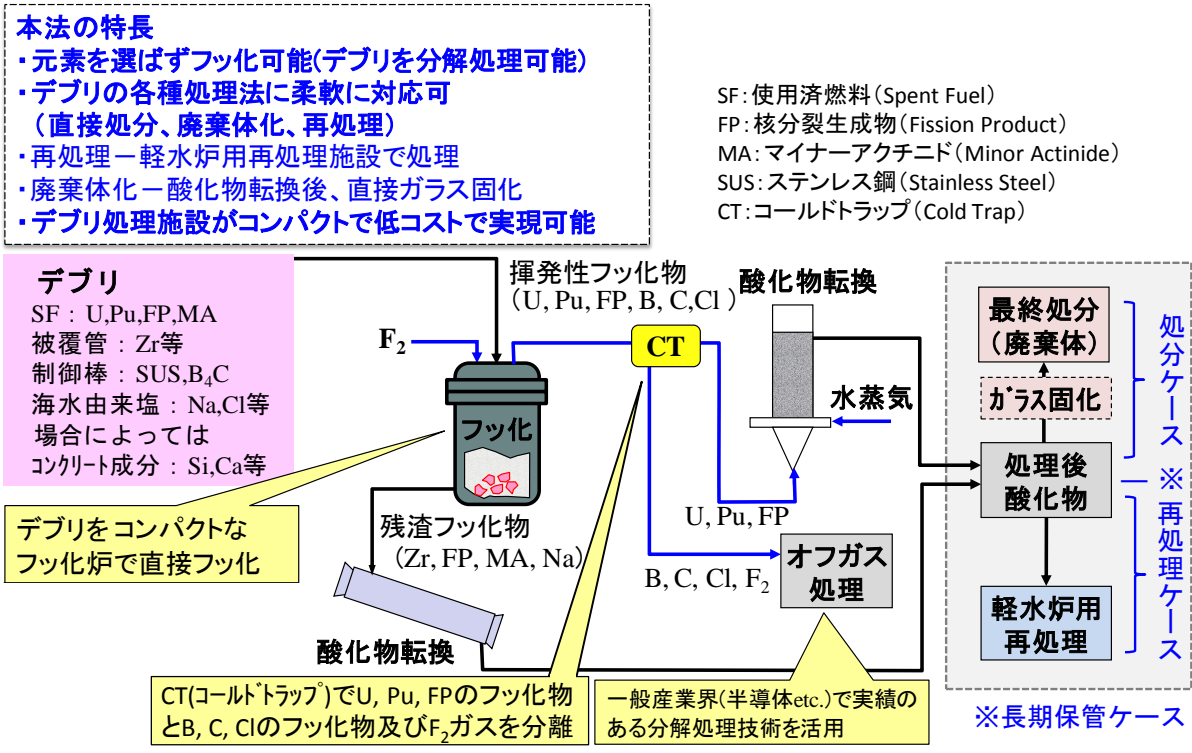 本法の特長
・元素を選ばずフッ化可能(デブリを分解処理可能)
・デブリの各種処理法に柔軟に対応可
（直接処分、廃棄体化、再処理）
・再処理－軽水炉用再処理施設で処理
・廃棄体化－酸化物転換後、直接ガラス固化
・デブリ処理施設がコンパクトで低コストで実現可能
SF：使用済燃料（Spent Fuel）
FP：核分裂生成物（Fission Product）
MA：マイナーアクチニド（Minor Actinide）
SUS：ステンレス鋼（Stainless Steel）
CT：コールドトラップ（Cold Trap）
デブリ
SF：U,Pu,FP,MA
被覆管：Zr等
制御棒：SUS,B₄C
海水由来塩：Na,Cl等
場合によっては
ｺﾝｸﾘｰﾄ成分：Si,Ca等
F₂
揮発性フッ化物
（U, Pu, FP, B, C,Cl ）
CT
酸化物転換
水蒸気
フッ化
デブリをコンパクトな
フッ化炉で直接フッ化
残渣フッ化物
（Zr, FP, MA, Na）
酸化物転換
U, Pu, FP
B, C, Cl, F₂
オフガス
処理
CT(ｺｰﾙﾄﾞﾄﾗｯﾌﾟ)でU, Pu, FPのフッ化物
とB, C, Clのフッ化物及びF₂ガスを分離
一般産業界(半導体etc.)で実績の
ある分解処理技術を活用
最終処分
（廃棄体）
ｶﾞﾗｽ固化
処理後
酸化物
軽水炉用
再処理
処分ケース
※
再処理ケース
※長期保管ケース